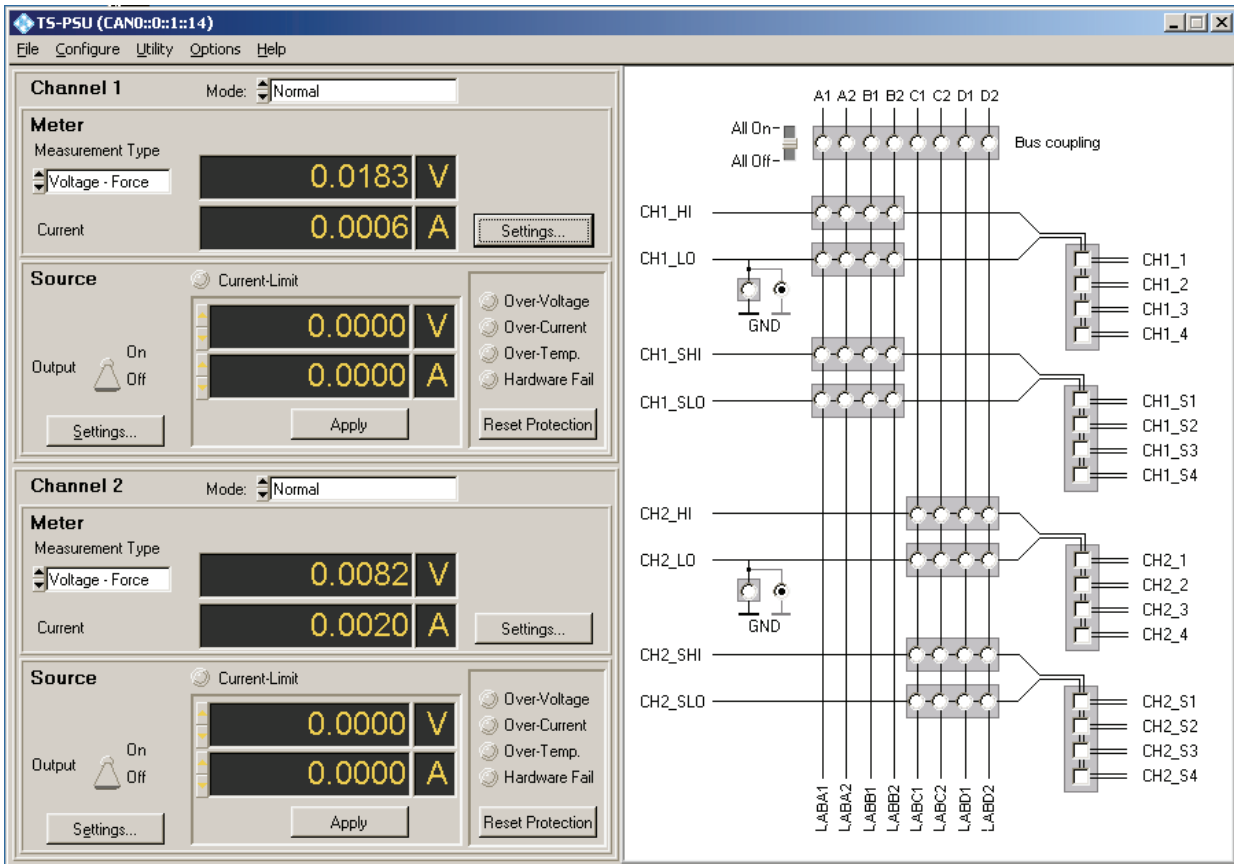 TS-PSU (CAN0::0::1::14)
File Configure Utility Options Help
Channel 1
Mode: Normal
Meter
Measurement Type
Voltage - Force
0.0183 V
Current
0.0006 A
Settings...
Source
Current-Limit
0.0000 V
0.0000 A
Output
On
Off
Settings...
Apply
Over-Voltage
Over-Current
Over-Temp.
Hardware Fail
Reset Protection
Channel 2
Mode: Normal
Meter
Measurement Type
Voltage - Force
0.0082 V
Current
0.0020 A
Settings...
Source
Current-Limit
0.0000 V
0.0000 A
Output
On
Off
Settings...
Apply
Over-Voltage
Over-Current
Over-Temp.
Hardware Fail
Reset Protection
A1 A2 B1 B2 C1 C2 D1 D2
All On
All Off
Bus coupling
CH1_HI
CH1_LO
GND
CH1_1
CH1_2
CH1_3
CH1_4
CH1_SHI
CH1_SLO
CH1_S1
CH1_S2
CH1_S3
CH1_S4
CH2_HI
CH2_LO
GND
CH2_1
CH2_2
CH2_3
CH2_4
CH2_SHI
CH2_SLO
CH2_S1
CH2_S2
CH2_S3
CH2_S4
LABA1 LABA2 LABB1 LABB2 LABC1 LABC2 LABD1 LABD2